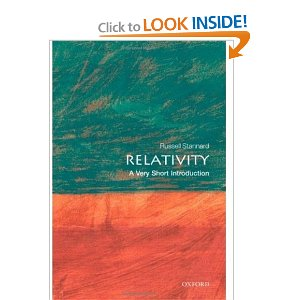 Click to LOOK INSIDE!
Russell Stannard
RELATIVITY
A Very Short Introduction
OXFORD